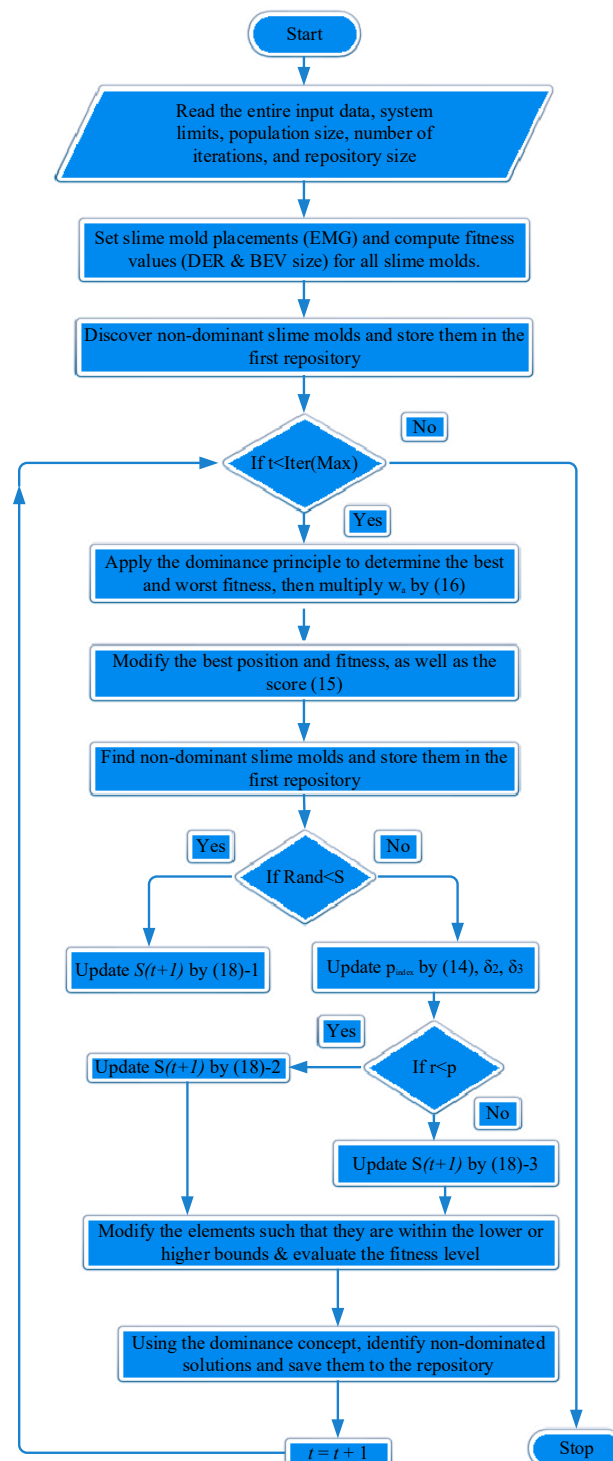 Start
Read the entire input data, system
limits, population size, number of
iterations, and repository size
Set slime mold placements (EMG) and compute fitness
values (DER & BEV size) for all slime molds.
Discover non-dominant slime molds and store them in the
first repository
No
If t<Iter(Max)
Yes
Apply the dominance principle to determine the best
and worst fitness, then multiply wₐ by (16)
Modify the best position and fitness, as well as the
score (15)
Find non-dominant slime molds and store them in the
first repository
Yes
No
If Rand<S
Update S(t+1) by (18)-1
Update p_index by (14), δ2, δ3
Yes
Update S(t+1) by (18)-2
If r<p
No
Update S(t+1) by (18)-3
Modify the elements such that they are within the lower or
higher bounds & evaluate the fitness level
Using the dominance concept, identify non-dominated
solutions and save them to the repository
t = t + 1
Stop